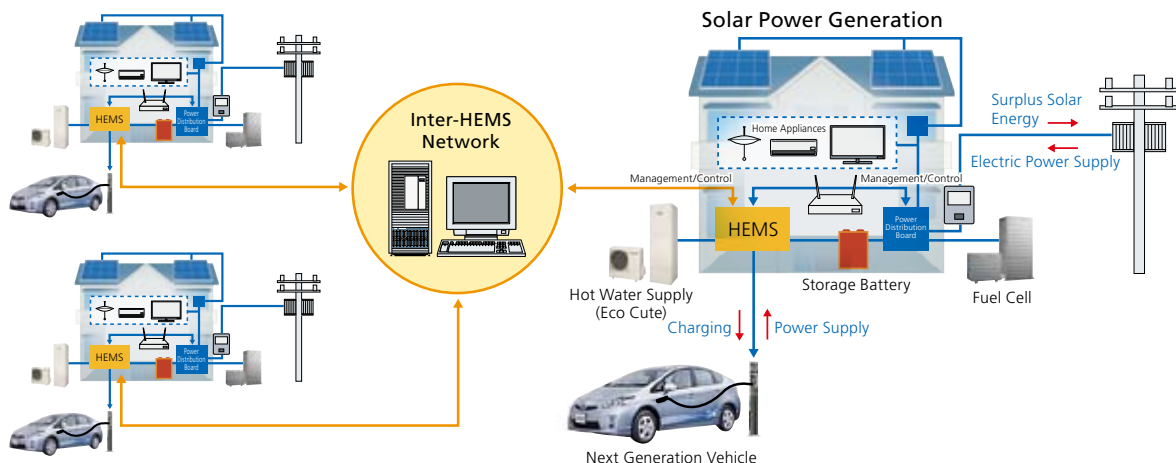 HEMS
Power
Distribution
Board
HEMS
Power
Distribution
Board
Inter-HEMS
Network
Solar Power Generation
Home Appliances
Surplus Solar
Energy
Electric Power Supply
Management/Control
Management/Control
HEMS
Power
Distribution
Board
Hot Water Supply
(Eco Cute)
Storage Battery
Fuel Cell
Charging
Power Supply
Next Generation Vehicle